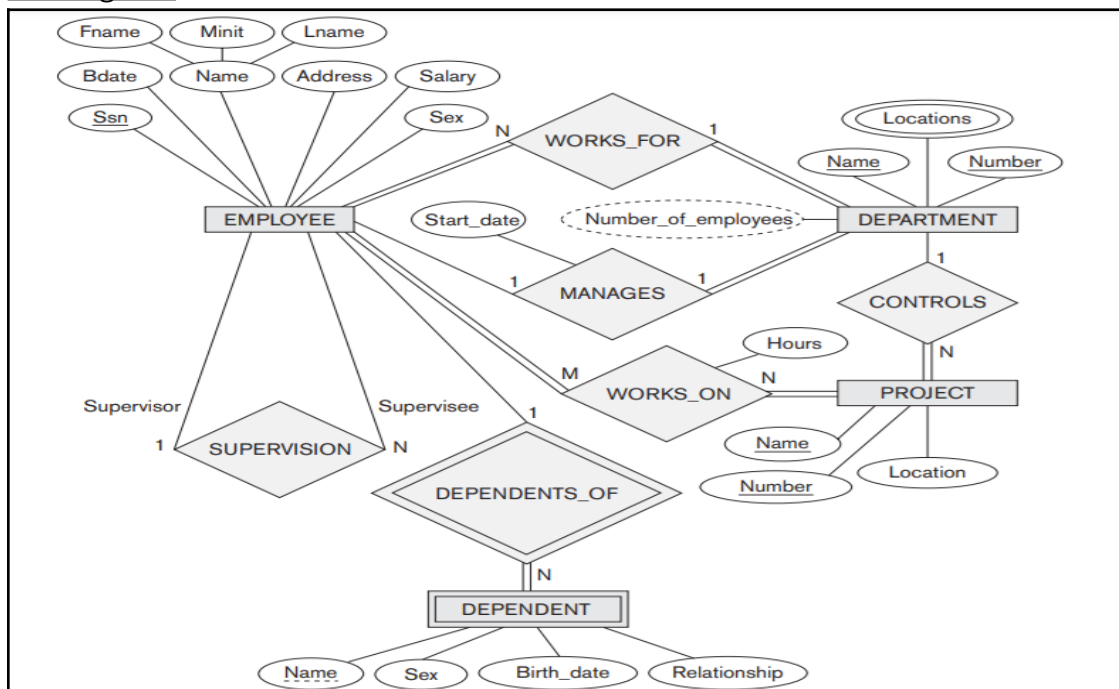 Fname Minit Lname
Bdate Name Address Salary
Ssn Sex
N WORKS_FOR 1
Locations
Name Number
EMPLOYEE Start_date Number_of_employees DEPARTMENT
1 MANAGES 1
1
CONTROLS
N
Hours
M WORKS_ON N
PROJECT
Supervisor Supervisee
1 SUPERVISION N
1
Name
Number Location
DEPENDENTS_OF
N
DEPENDENT
Name Sex Birth_date Relationship